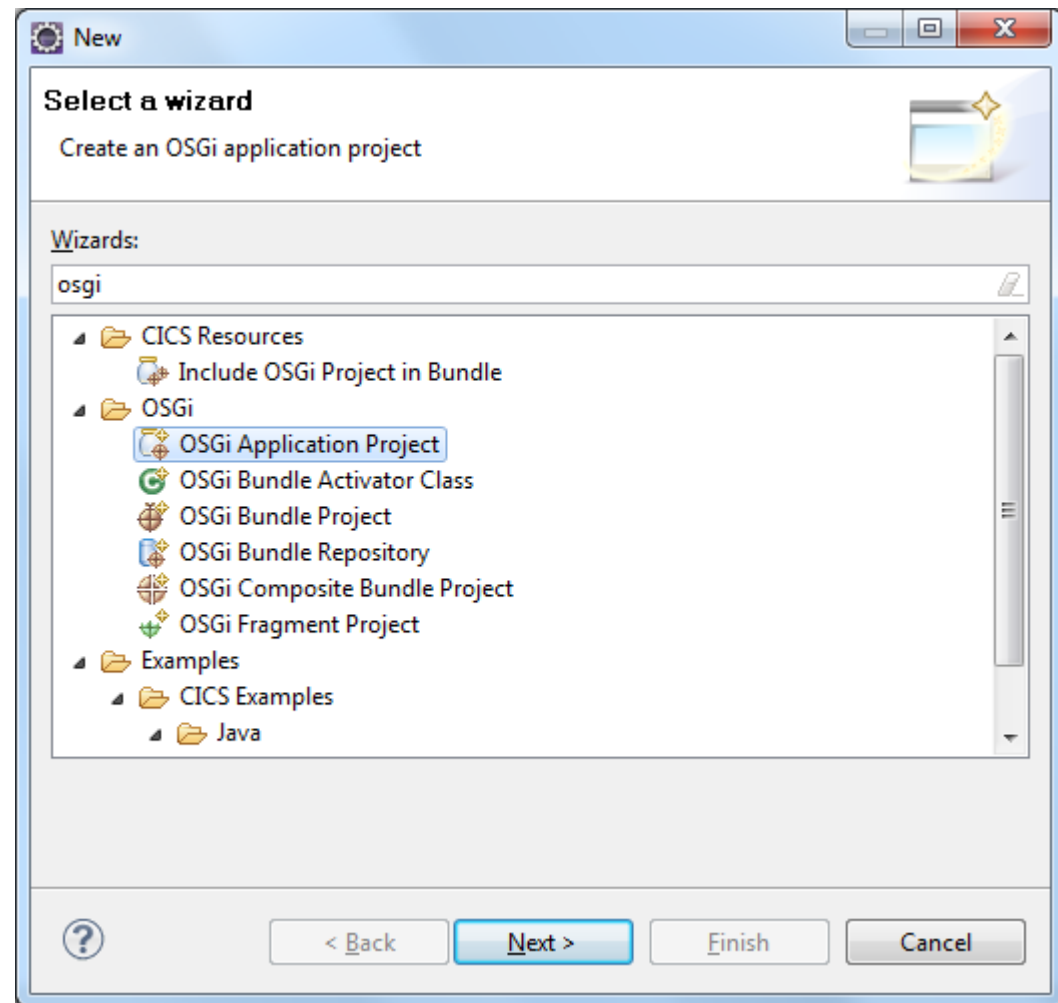 New
Select a wizard
Create an OSGi application project
Wizards:
osgi
CICS Resources
Include OSGi Project in Bundle
OSGi
OSGi Application Project
OSGi Bundle Activator Class
OSGi Bundle Project
OSGi Bundle Repository
OSGi Composite Bundle Project
OSGi Fragment Project
Examples
CICS Examples
Java
? < Back Next > Finish Cancel